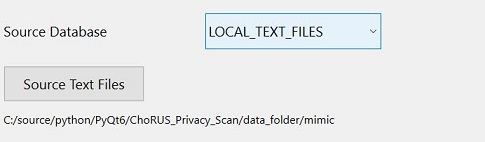 Source Database LOCAL_TEXT_FILES
Source Text Files
C:/source/python/PyQt6/ChoRUS_Privacy_Scan/data_folder/mimic